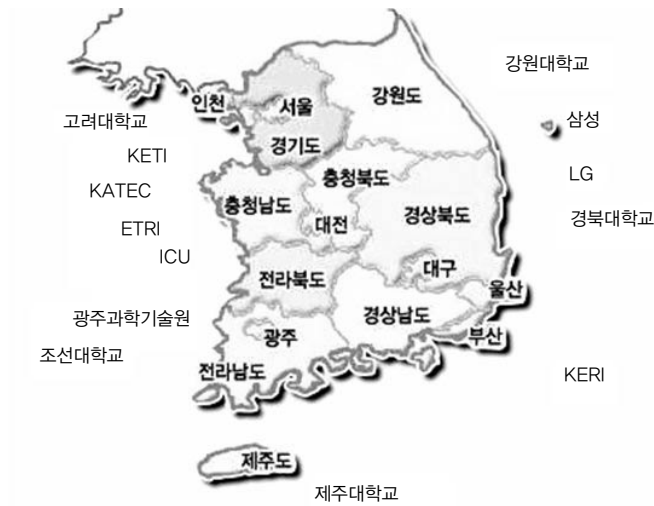 강원대학교
강원도
인천
서울
삼성
고려대학교
경기도
KETI
충청북도
LG
KATEC
충청남도
경상북도
경북대학교
대전
ETRI
ICU
대구
전라북도
울산
광주과학기술원
경상남도
광주
부산
조선대학교
전라남도
KERI
제주도
제주대학교